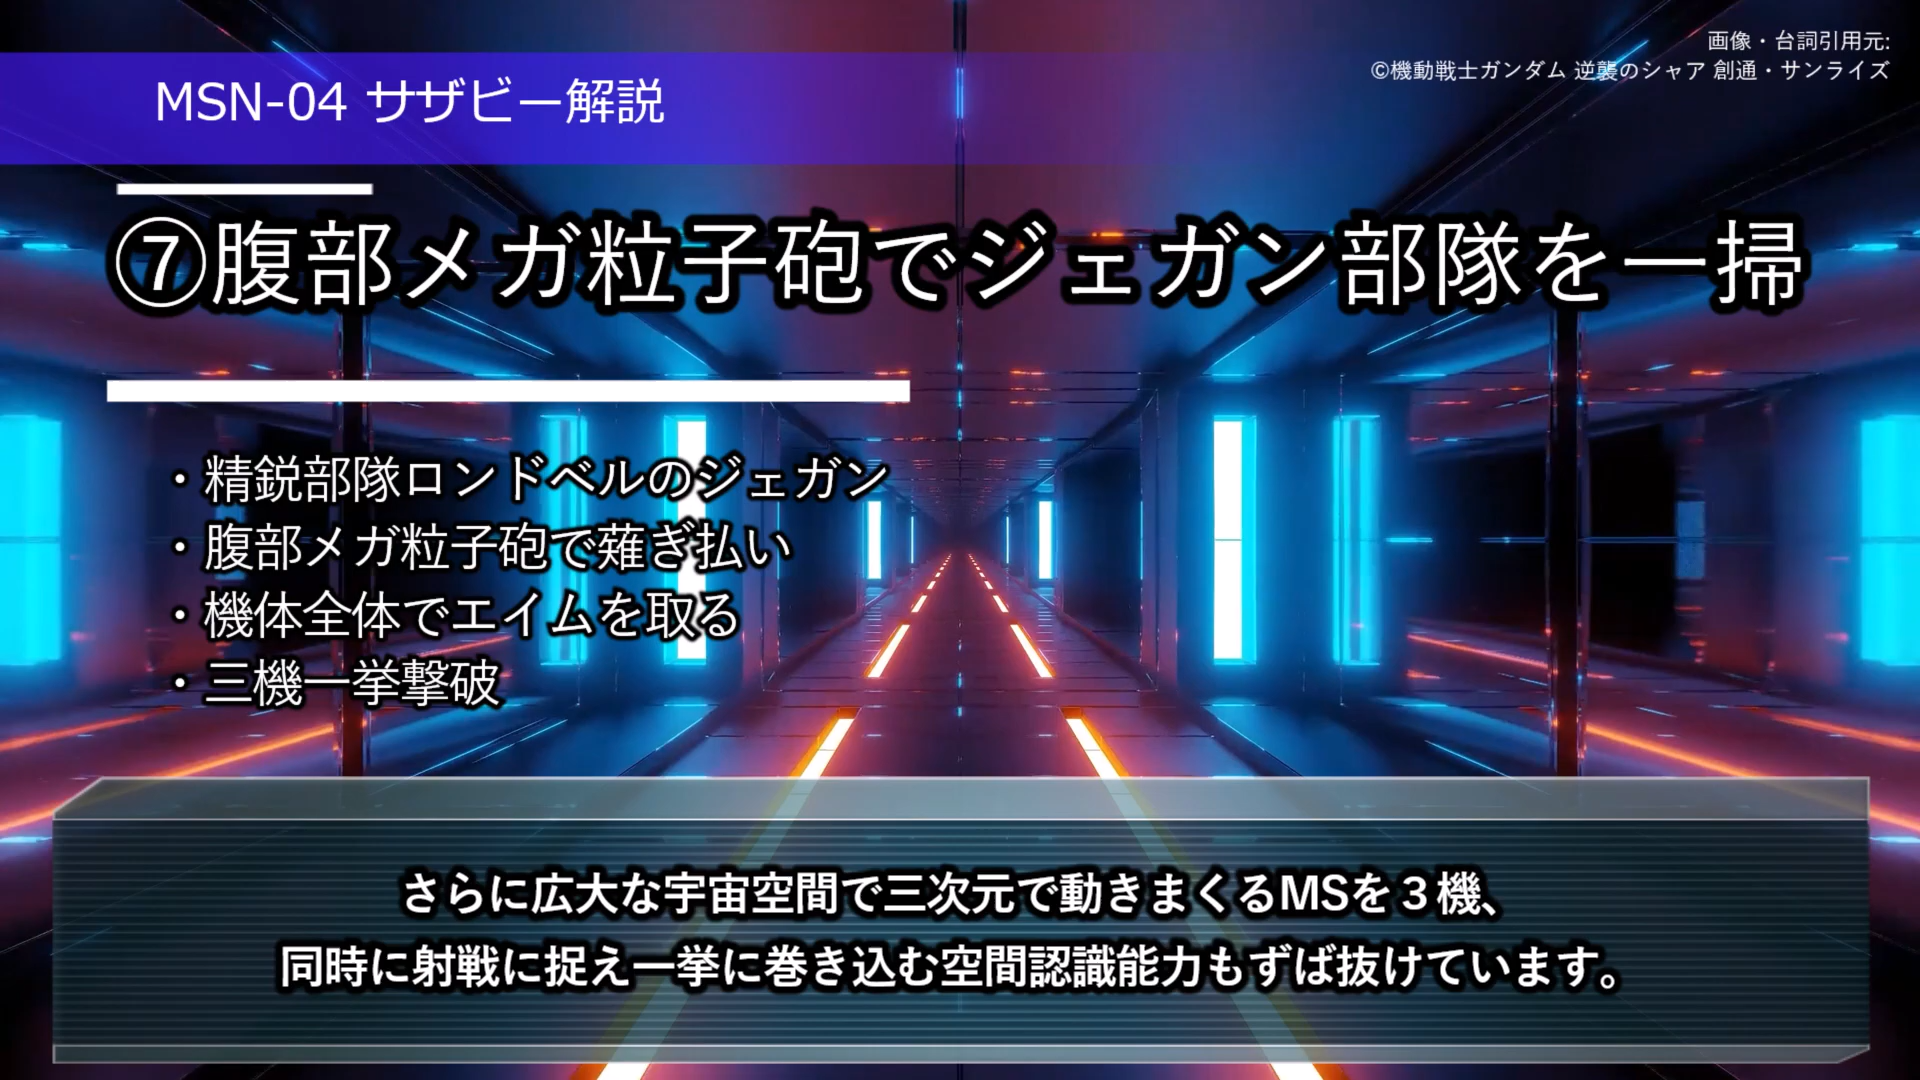 画像・台詞引用元:
©機動戦士ガンダム 逆襲のシャア 創通・サンライズ
MSN-04 サザビー解説
⑦腹部メガ粒子砲でジェガン部隊を一掃
・精鋭部隊ロンドベルのジェガン
・腹部メガ粒子砲で薙ぎ払い
・機体全体でエイムを取る
・三機一挙撃破
さらに広大な宇宙空間で三次元で動きまくるMSを３機、
同時に射戦に捉え一挙に巻き込む空間認識能力もずば抜けています。